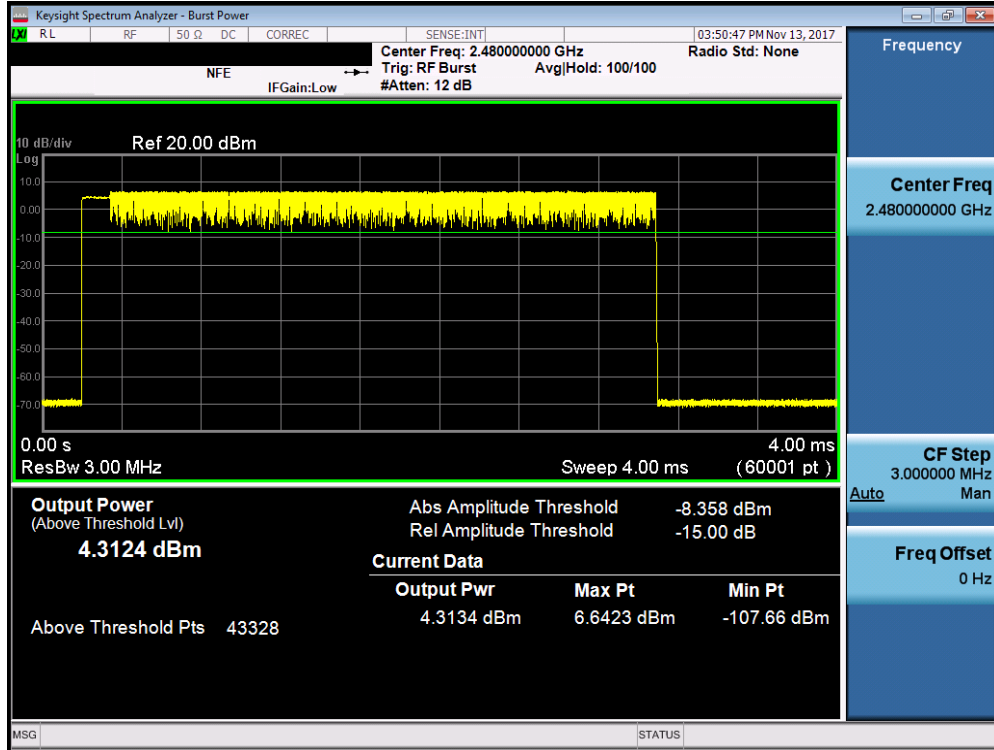 Keysight Spectrum Analyzer - Burst Power
LXI RL RF 50 Ω DC CORREC SENSE:INT 03:50:47 PM Nov 13, 2017
Center Freq: 2.480000000 GHz Radio Std: None
NFE Trig: RF Burst Avg|Hold: 100/100
IFGain:Low #Atten: 12 dB
10 dB/div Ref 20.00 dBm
Log
10.0
0.00
-10.0
-20.0
-30.0
-40.0
-50.0
-60.0
-70.0
0.00 s 4.00 ms
ResBw 3.00 MHz Sweep 4.00 ms (60001 pt )
Output Power
(Above Threshold Lvl)
4.3124 dBm
Above Threshold Pts 43328
Abs Amplitude Threshold -8.358 dBm
Rel Amplitude Threshold -15.00 dB
Current Data
Output Pwr Max Pt Min Pt
4.3134 dBm 6.6423 dBm -107.66 dBm
Frequency
Center Freq
2.480000000 GHz
CF Step
3.000000 MHz
Auto Man
Freq Offset
0 Hz
MSG STATUS